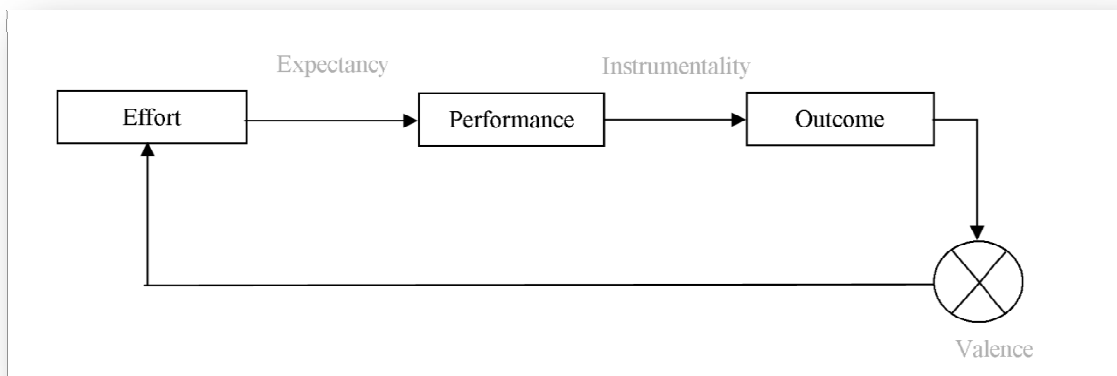 Expectancy
Instrumentality
Effort
Performance
Outcome
Valence